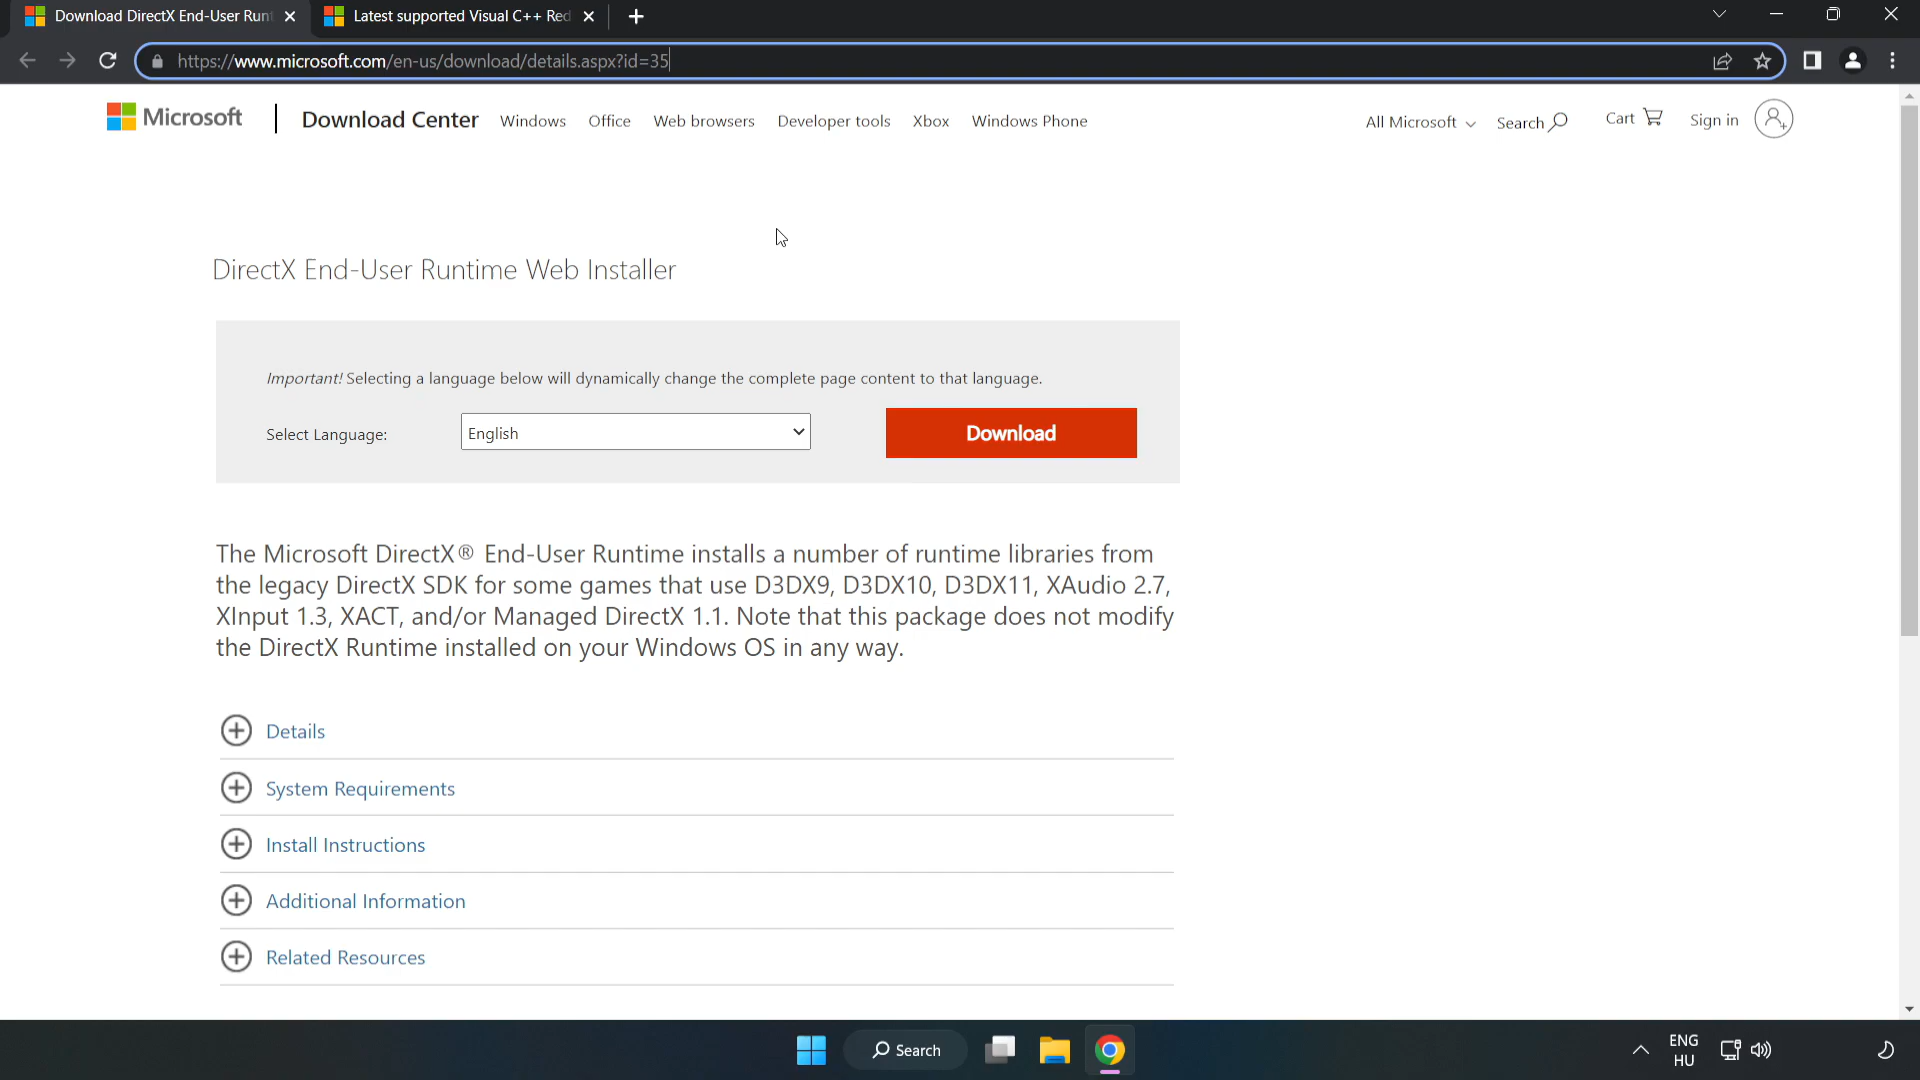 Download DirectX End-User Runt
Latest supported Visual C++ Red
https://www.microsoft.com/en-us/download/details.aspx?id=35
Microsoft
Download Center
Windows
Office
Web browsers
Developer tools
Xbox
Windows Phone
All Microsoft
Search
Cart
Sign in
DirectX End-User Runtime Web Installer
Important! Selecting a language below will dynamically change the complete page content to that language.
Select Language:
English
Download
The Microsoft DirectX® End-User Runtime installs a number of runtime libraries from
the legacy DirectX SDK for some games that use D3DX9, D3DX10, D3DX11, XAudio 2.7,
XInput 1.3, XACT, and/or Managed DirectX 1.1. Note that this package does not modify
the DirectX Runtime installed on your Windows OS in any way.
Details
System Requirements
Install Instructions
Additional Information
Related Resources
Search
ENG
HU